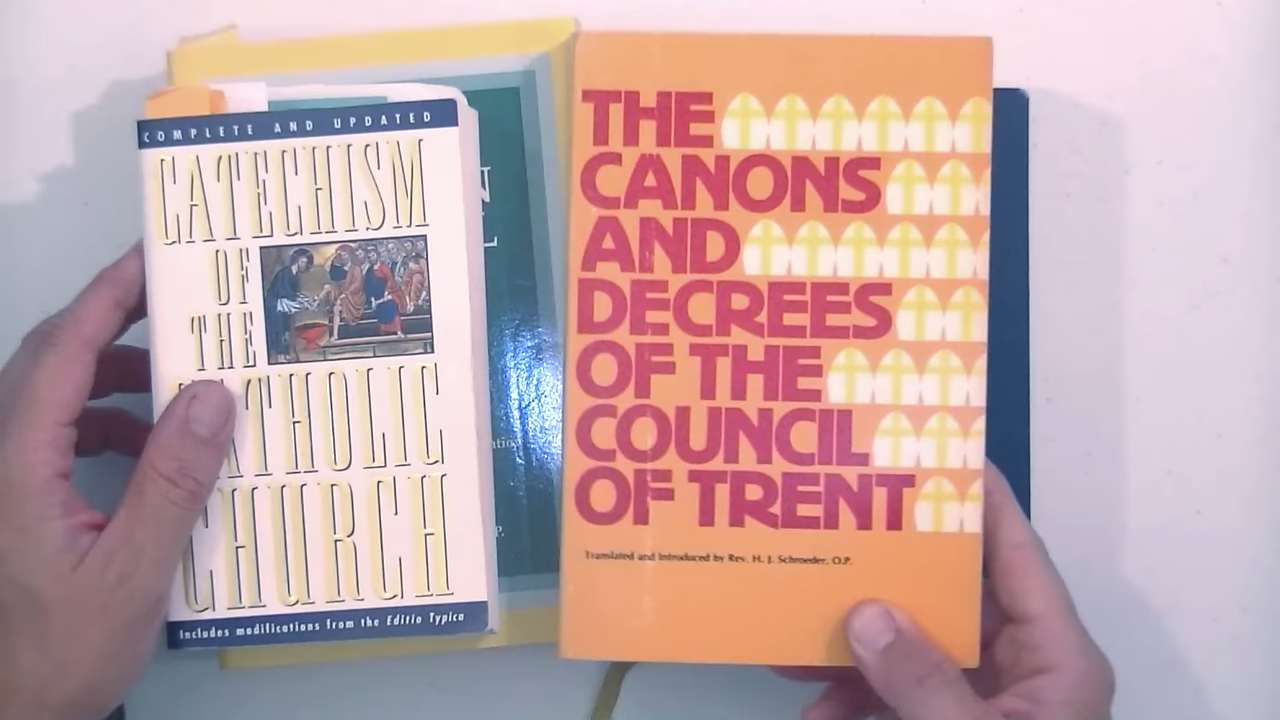 COMPLETE AND UPDATED
CATECHISM
OF
THE
CATHOLIC
CHURCH
Includes modifications from the Editio Typica
THE
CANONS
AND
DECREES
OF THE
COUNCIL
OF TRENT
Translated and Introduced by Rev. H. J. Schroeder, O.P.